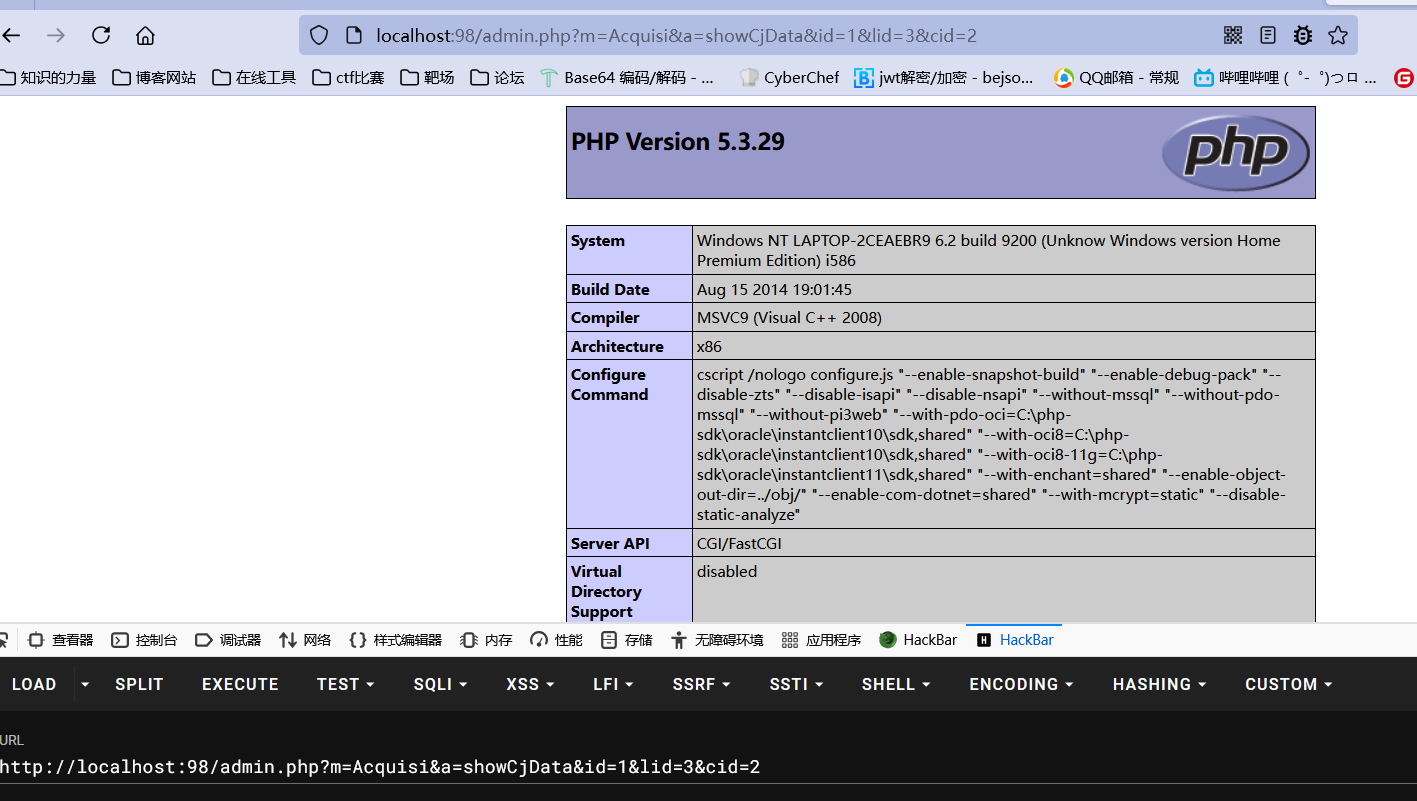 localhost:98/admin.php?m=Acquisi&a=showCjData&id=1&lid=3&cid=2
知识的力量 博客网站 在线工具 ctf比赛 靶场 论坛 Base64 编码/解码 - ... CyberChef jwt解密/加密 - bejso... QQ邮箱 - 常规 哔哩哔哩 ( ゜- ゜)つロ ... G
PHP Version 5.3.29
php
System
Windows NT LAPTOP-2CEAEBR9 6.2 build 9200 (Unknow Windows version Home
Premium Edition) i586
Build Date
Aug 15 2014 19:01:45
Compiler
MSVC9 (Visual C++ 2008)
Architecture
x86
Configure
Command
cscript /nologo configure.js "--enable-snapshot-build" "--enable-debug-pack" "--
disable-zts" "--disable-isapi" "--disable-nsapi" "--without-mssql" "--without-pdo-
mssql" "--without-pi3web" "--with-pdo-oci=C:\php-
sdk\oracle\instantclient10\sdk,shared" "--with-oci8=C:\php-
sdk\oracle\instantclient10\sdk,shared" "--with-oci8-11g=C:\php-
sdk\oracle\instantclient11\sdk,shared" "--with-enchant=shared" "--enable-object-
out-dir=../obj/" "--enable-com-dotnet=shared" "--with-mcrypt=static" "--disable-
static-analyze"
Server API
CGI/FastCGI
Virtual
Directory
Support
disabled
查看器 控制台 调试器 网络 样式编辑器 内存 性能 存储 无障碍环境 应用程序 HackBar H HackBar
LOAD SPLIT EXECUTE TEST SQLI XSS LFI SSRF SSTI SHELL ENCODING HASHING CUSTOM
URL
http://localhost:98/admin.php?m=Acquisi&a=showCjData&id=1&lid=3&cid=2